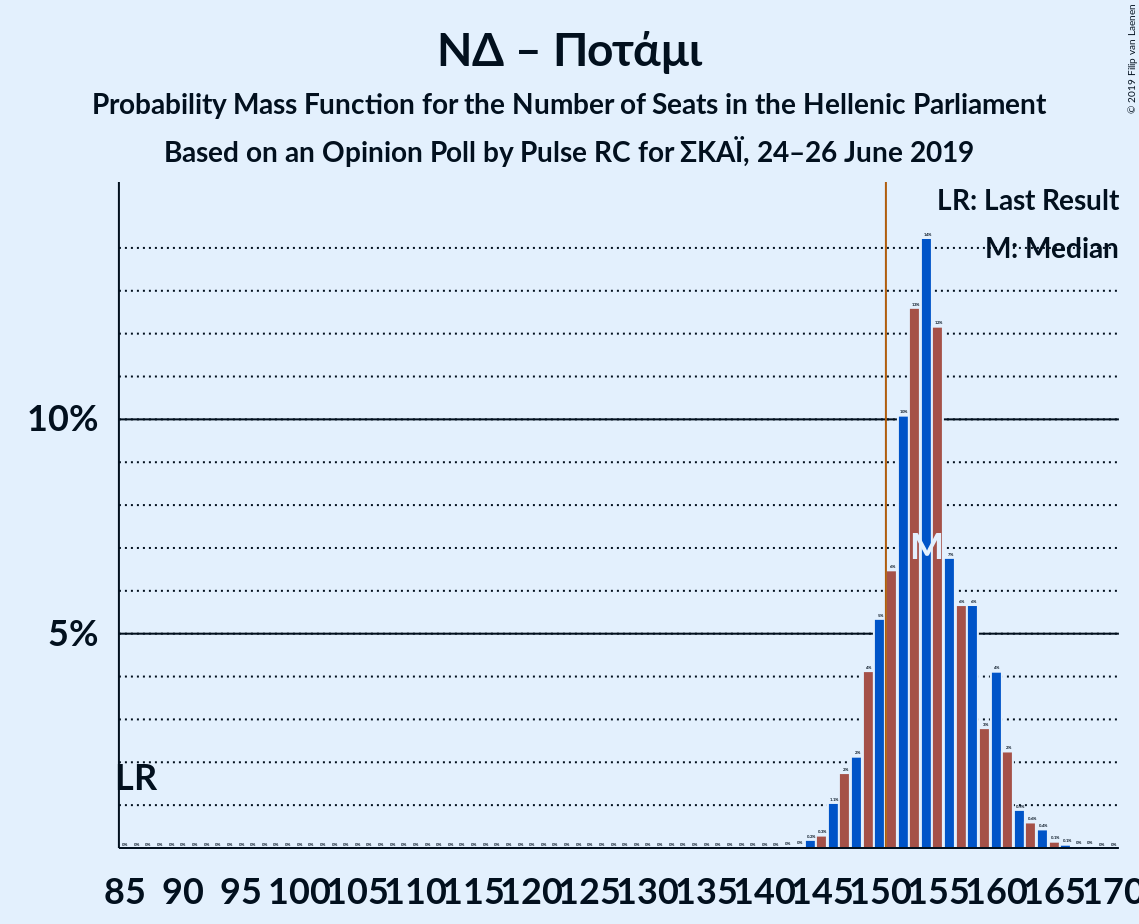 ΝΔ – Ποτάμι
Probability Mass Function for the Number of Seats in the Hellenic Parliament
Based on an Opinion Poll by Pulse RC for ΣΚΑΪ, 24–26 June 2019
© 2019 Filip van Laenen
LR: Last Result
M: Median
10%
5%
M
LR
85 90 95 100 105 110 115 120 125 130 135 140 145 150 155 160 165 170